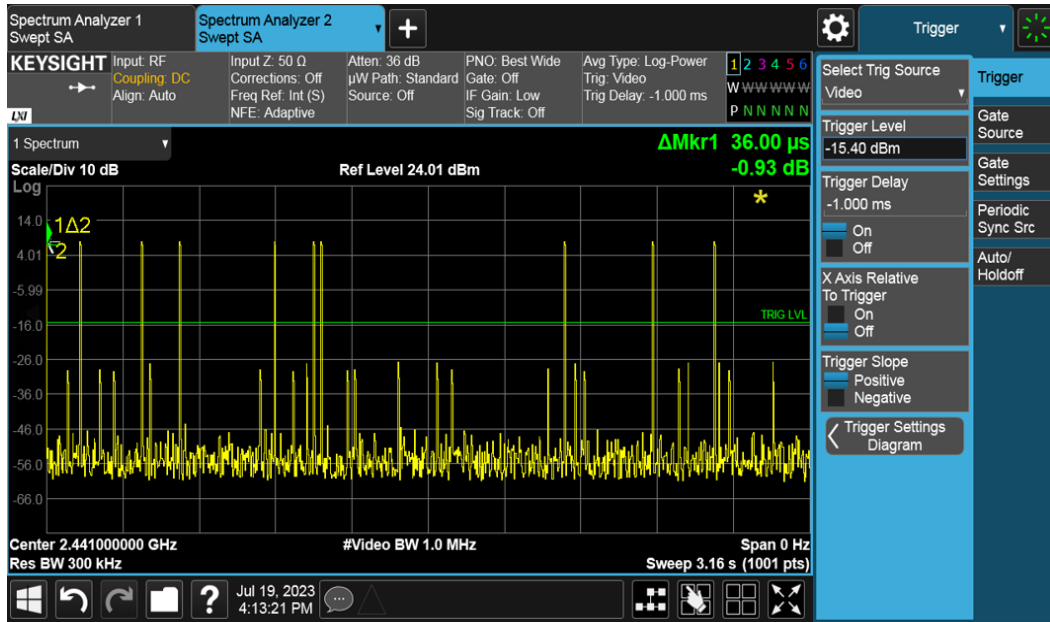 Spectrum Analyzer 1
Swept SA
Spectrum Analyzer 2
Swept SA
Trigger
KEYSIGHT
LXI
Input: RF
Coupling: DC
Align: Auto
Input Z: 50 Ω
Corrections: Off
Freq Ref: Int (S)
NFE: Adaptive
Atten: 36 dB
µW Path: Standard
Source: Off
PNO: Best Wide
Gate: Off
IF Gain: Low
Sig Track: Off
Avg Type: Log-Power
Trig: Video
Trig Delay: -1.000 ms
1 2 3 4 5 6
W W W W W W
P N N N N N
1 Spectrum
Scale/Div 10 dB
Ref Level 24.01 dBm
ΔMkr1 36.00 µs
-0.93 dB
Log
14.0
4.01
-5.99
-16.0
-26.0
-36.0
-46.0
-56.0
-66.0
1Δ2
2
*
TRIG LVL
Center 2.441000000 GHz
Res BW 300 kHz
#Video BW 1.0 MHz
Span 0 Hz
Sweep 3.16 s (1001 pts)
Select Trig Source
Video
Trigger Level
-15.40 dBm
Trigger Delay
-1.000 ms
On
Off
X Axis Relative
To Trigger
On
Off
Trigger Slope
Positive
Negative
Trigger Settings
Diagram
Trigger
Gate
Source
Gate
Settings
Periodic
Sync Src
Auto/
Holdoff
?
Jul 19, 2023
4:13:21 PM